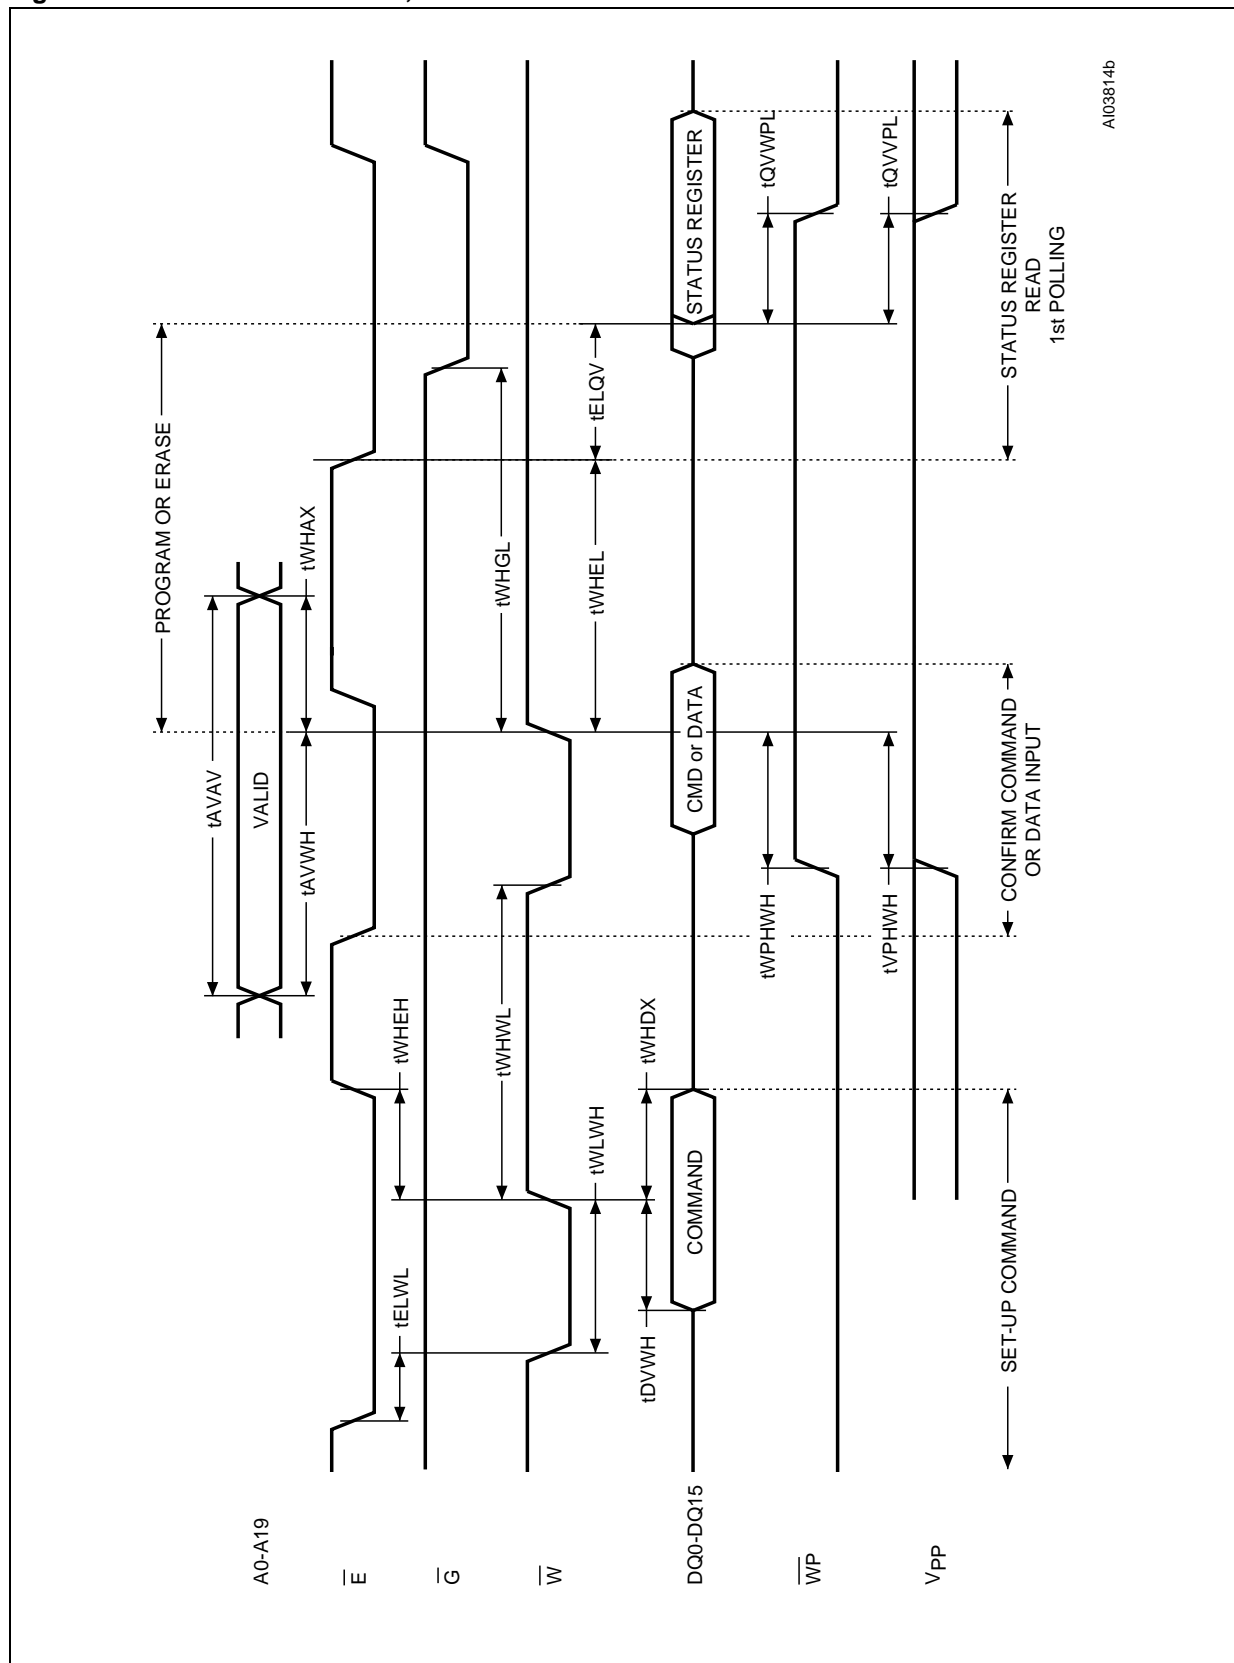 A0-A19
VALID
tAVAV
tAVWH
tWHAX
PROGRAM OR ERASE
E
tELWL
tWHEH
G
tWHWL
tWHGL
W
tWLWH
tWHEL
tELQV
tDVWH
tWHDX
DQ0-DQ15
COMMAND
CMD or DATA
STATUS REGISTER
WP
tWPHWH
tQVWPL
VPP
tVPHWH
tQVVPL
SET-UP COMMAND
CONFIRM COMMAND
OR DATA INPUT
STATUS REGISTER
READ
1st POLLING
AI03814b